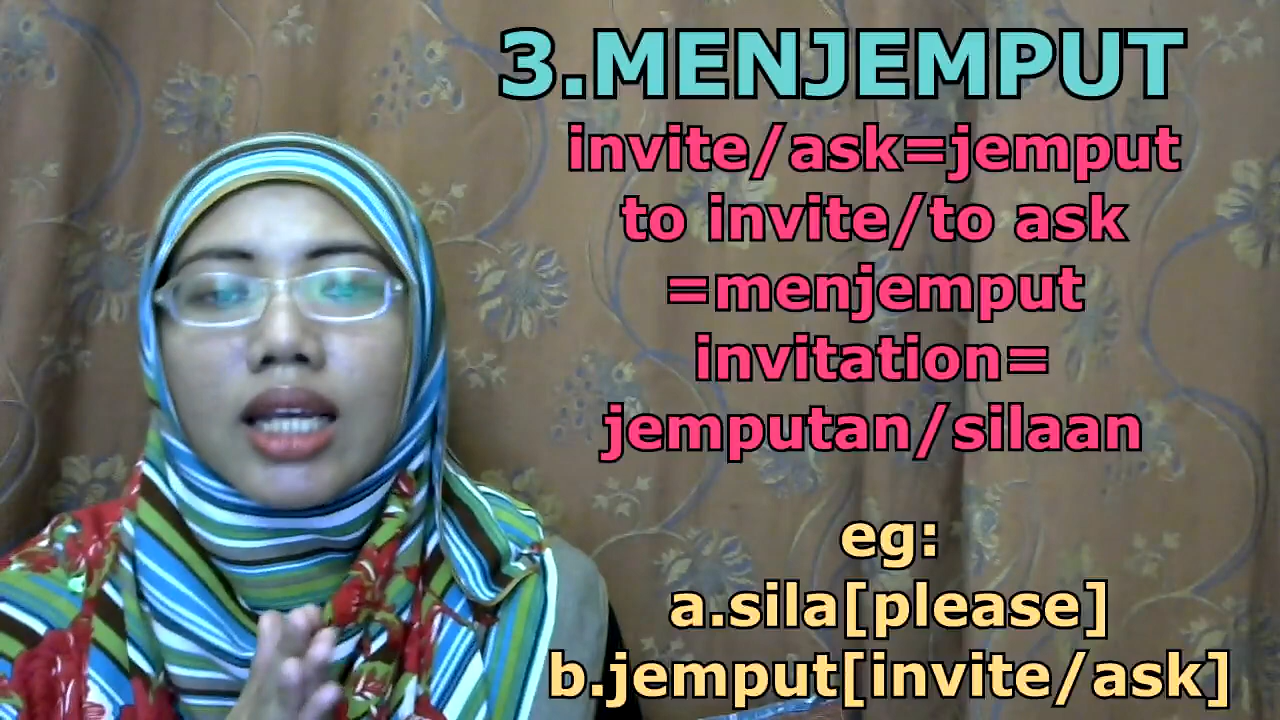 3.MENJEMPUT
invite/ask=jemput
to invite/to ask
=menjemput
invitation=
jemputan/silaan
eg:
a.sila[please]
b.jemput[invite/ask]